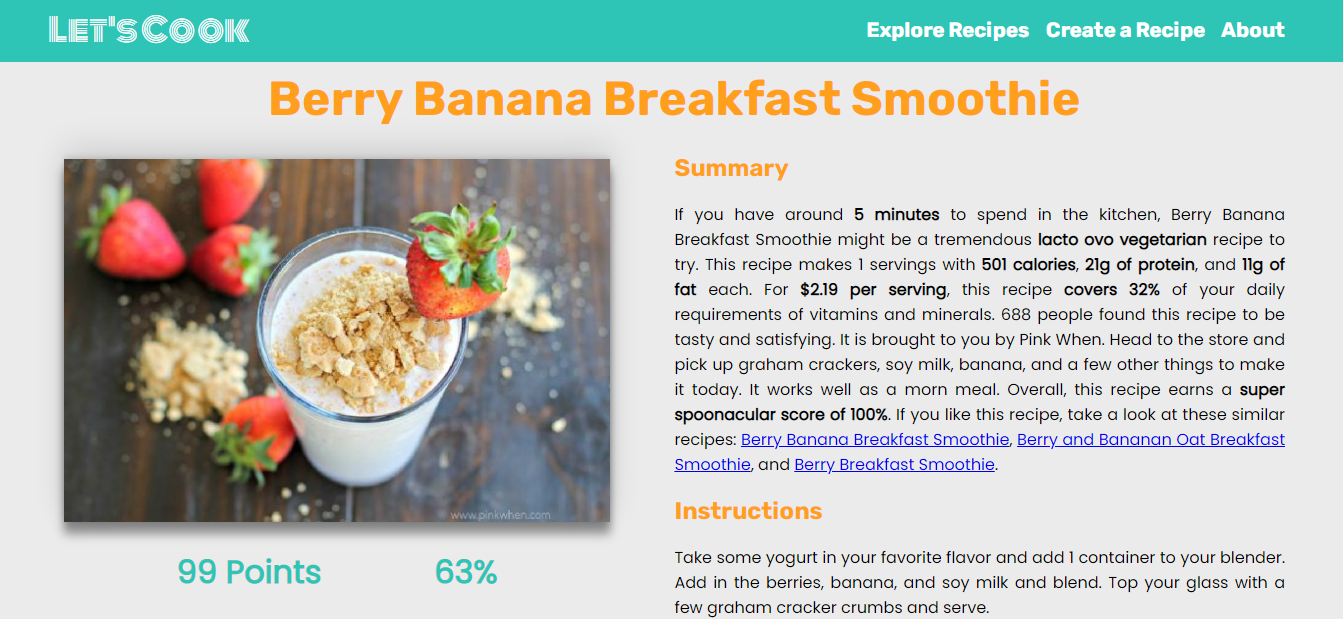 LET'S COOK
Explore Recipes Create a Recipe About
Berry Banana Breakfast Smoothie
www.pinkwhen.com
99 Points 63%
Summary
If you have around 5 minutes to spend in the kitchen, Berry Banana
Breakfast Smoothie might be a tremendous lacto ovo vegetarian recipe to
try. This recipe makes 1 servings with 501 calories, 21g of protein, and 11g of
fat each. For $2.19 per serving, this recipe covers 32% of your daily
requirements of vitamins and minerals. 688 people found this recipe to be
tasty and satisfying. It is brought to you by Pink When. Head to the store and
pick up graham crackers, soy milk, banana, and a few other things to make
it today. It works well as a morn meal. Overall, this recipe earns a super
spoonacular score of 100%. If you like this recipe, take a look at these similar
recipes: Berry Banana Breakfast Smoothie, Berry and Bananan Oat Breakfast
Smoothie, and Berry Breakfast Smoothie.
Instructions
Take some yogurt in your favorite flavor and add 1 container to your blender.
Add in the berries, banana, and soy milk and blend. Top your glass with a
few graham cracker crumbs and serve.